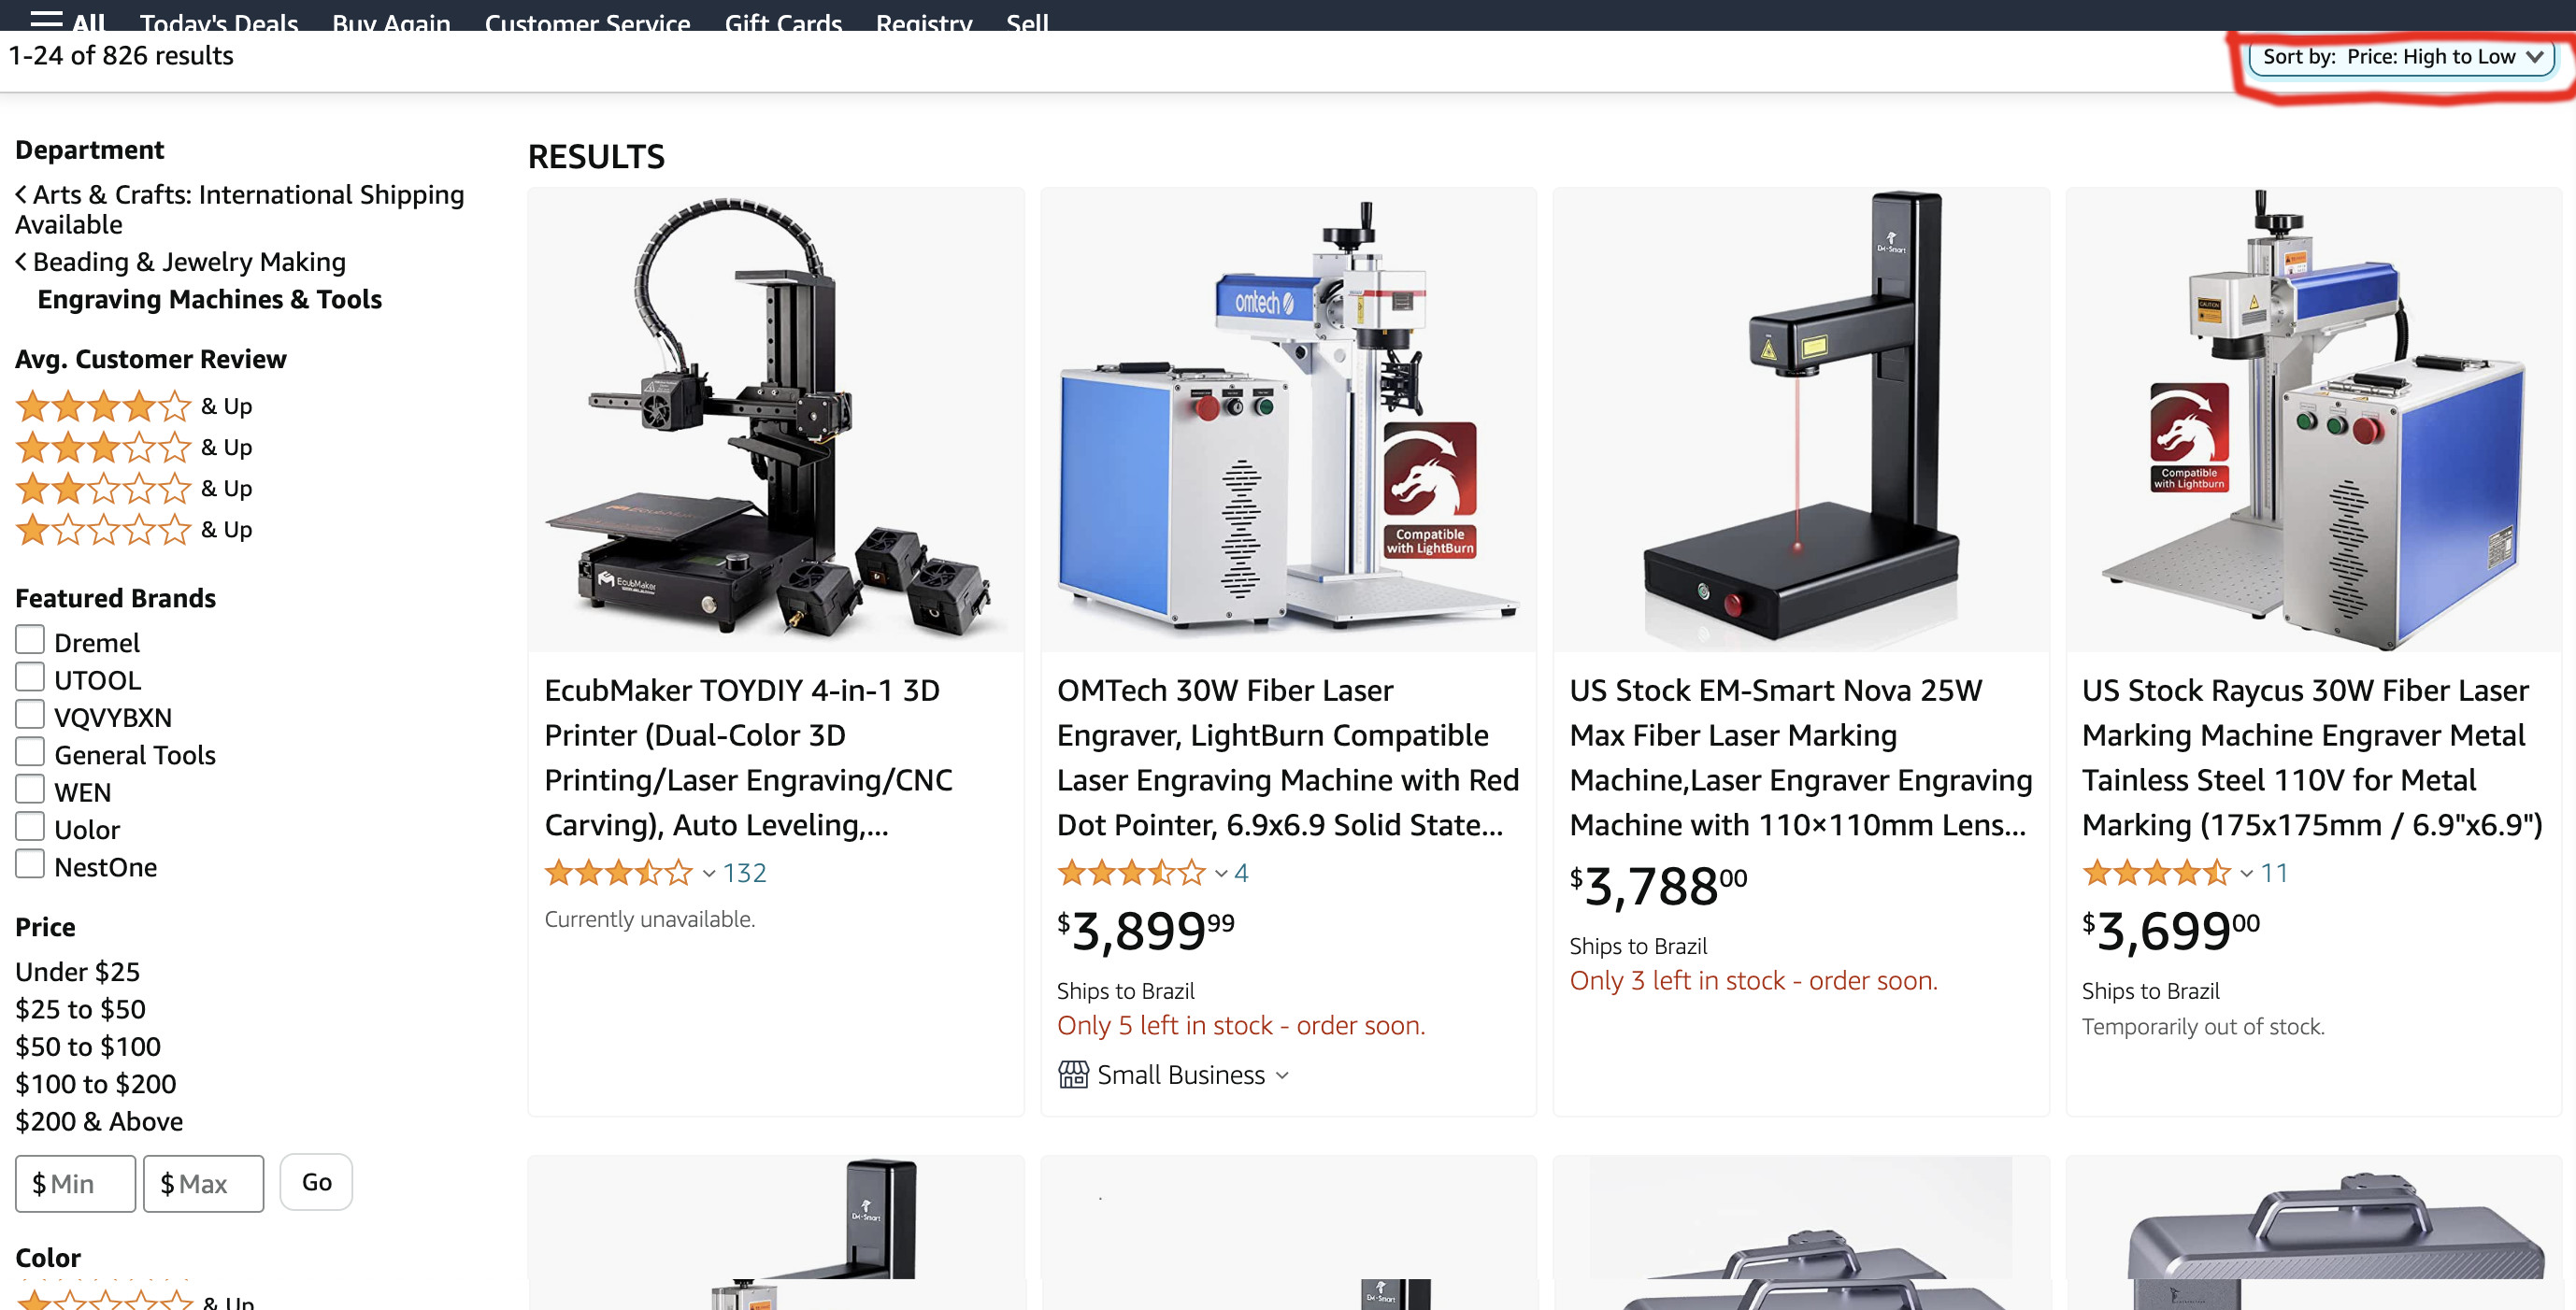 All Today's Deals Buy Again Customer Service Gift Cards Registry Sell
1-24 of 826 results
Sort by: Price: High to Low
Department
Arts & Crafts: International Shipping
Available
Beading & Jewelry Making
Engraving Machines & Tools
Avg. Customer Review
& Up
& Up
& Up
& Up
Featured Brands
Dremel
UTOOL
VQVYBXN
General Tools
WEN
Uolor
NestOne
Price
Under $25
$25 to $50
$50 to $100
$100 to $200
$200 & Above
$ Min $ Max Go
Color
& Up
RESULTS
EcubMaker
EcubMaker TOYDIY 4-in-1 3D
Printer (Dual-Color 3D
Printing/Laser Engraving/CNC
Carving), Auto Leveling,...
132
Currently unavailable.
omtech
Compatible
with LightBurn
OMTech 30W Fiber Laser
Engraver, LightBurn Compatible
Laser Engraving Machine with Red
Dot Pointer, 6.9x6.9 Solid State...
4
$3,899.99
Ships to Brazil
Only 5 left in stock - order soon.
Small Business
EM-Smart
US Stock EM-Smart Nova 25W
Max Fiber Laser Marking
Machine,Laser Engraver Engraving
Machine with 110×110mm Lens...
$3,788.00
Ships to Brazil
Only 3 left in stock - order soon.
CAUTION
Compatible
with Lightburn
US Stock Raycus 30W Fiber Laser
Marking Machine Engraver Metal
Tainless Steel 110V for Metal
Marking (175x175mm / 6.9"x6.9")
11
$3,699.00
Ships to Brazil
Temporarily out of stock.
EM-Smart
EM-Smart